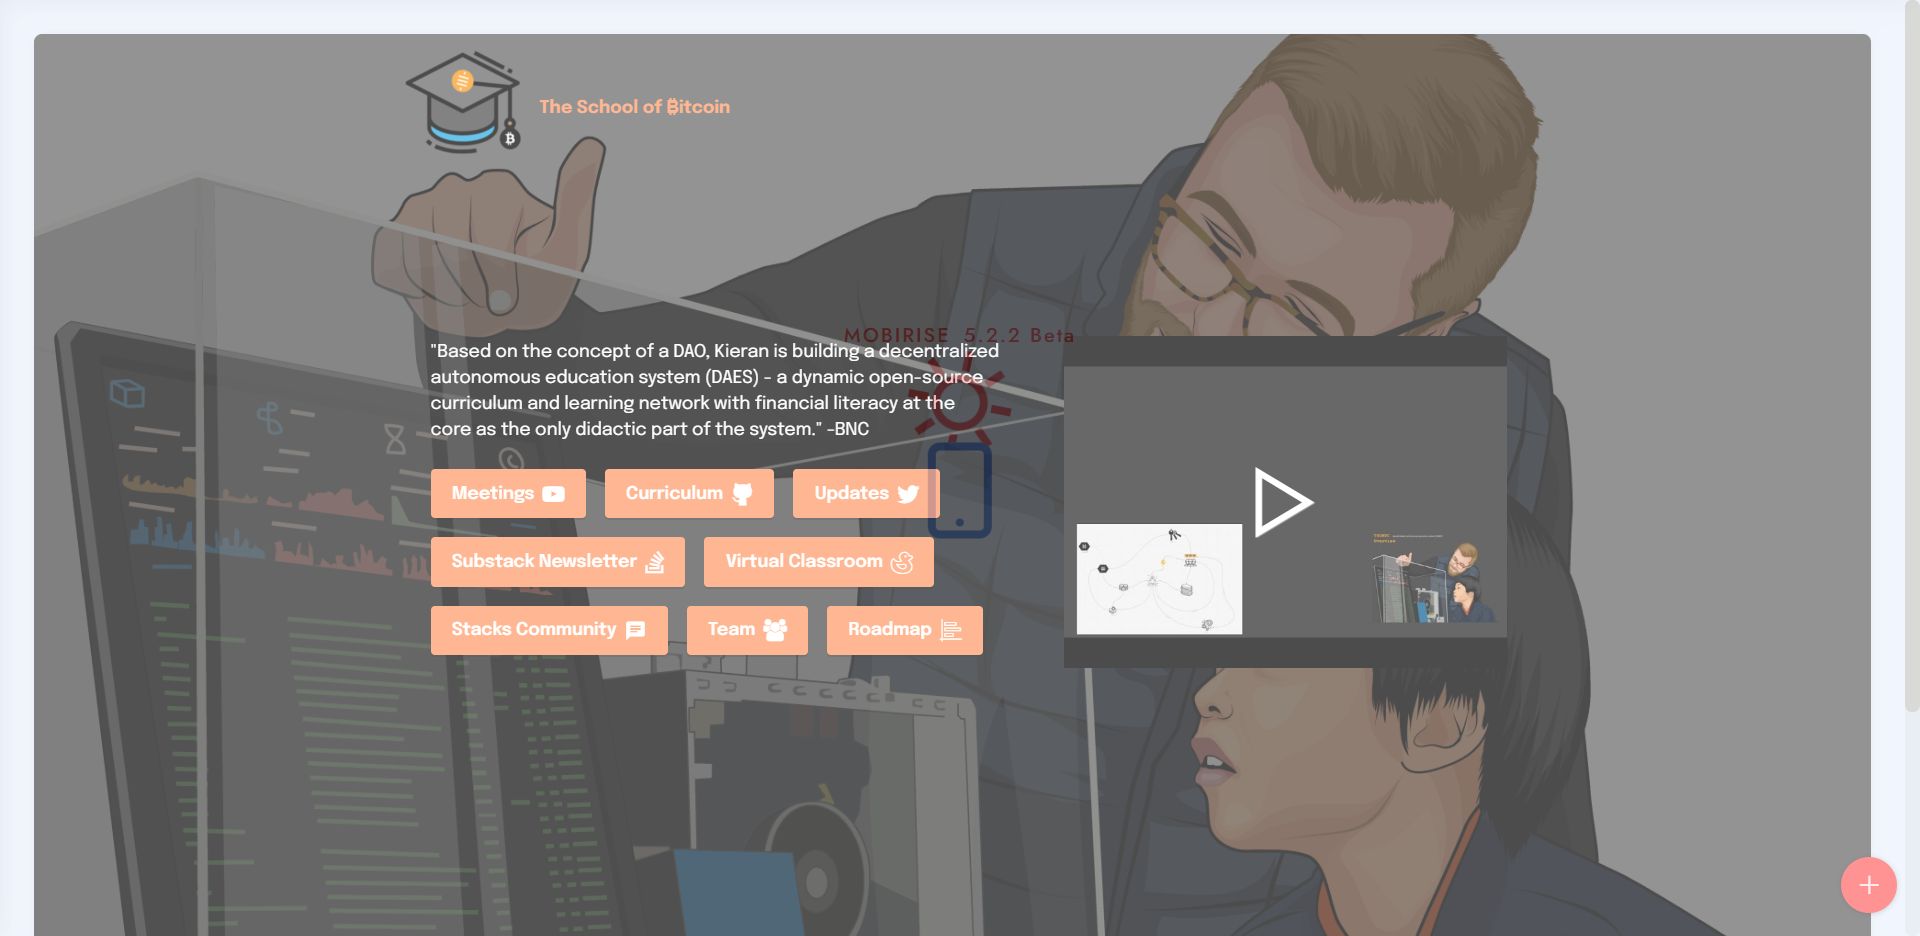 The School of ₿itcoin
MOBIRISE 5.2.2 Beta
"Based on the concept of a DAO, Kieran is building a decentralized
autonomous education system (DAES) - a dynamic open-source
curriculum and learning network with financial literacy at the
core as the only didactic part of the system." -BNC
Meetings
Curriculum
Updates
Substack Newsletter
Virtual Classroom
Stacks Community
Team
Roadmap